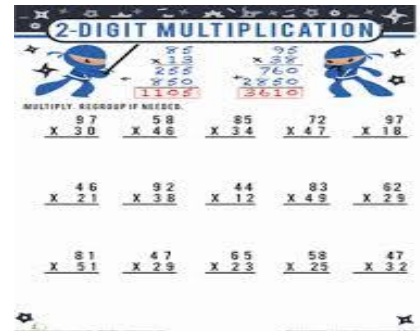 2-DIGIT MULTIPLICATION
85 95
x 13 x 38
255 760
850 +2850
1105 3610
MULTIPLY. REGROUP IF NEEDED.
97 58 85 72 97
X 30 X 46 X 34 X 47 X 18
46 92 44 83 62
X 21 X 38 X 12 X 49 X 29
81 47 65 58 47
X 51 X 29 X 23 X 25 X 32